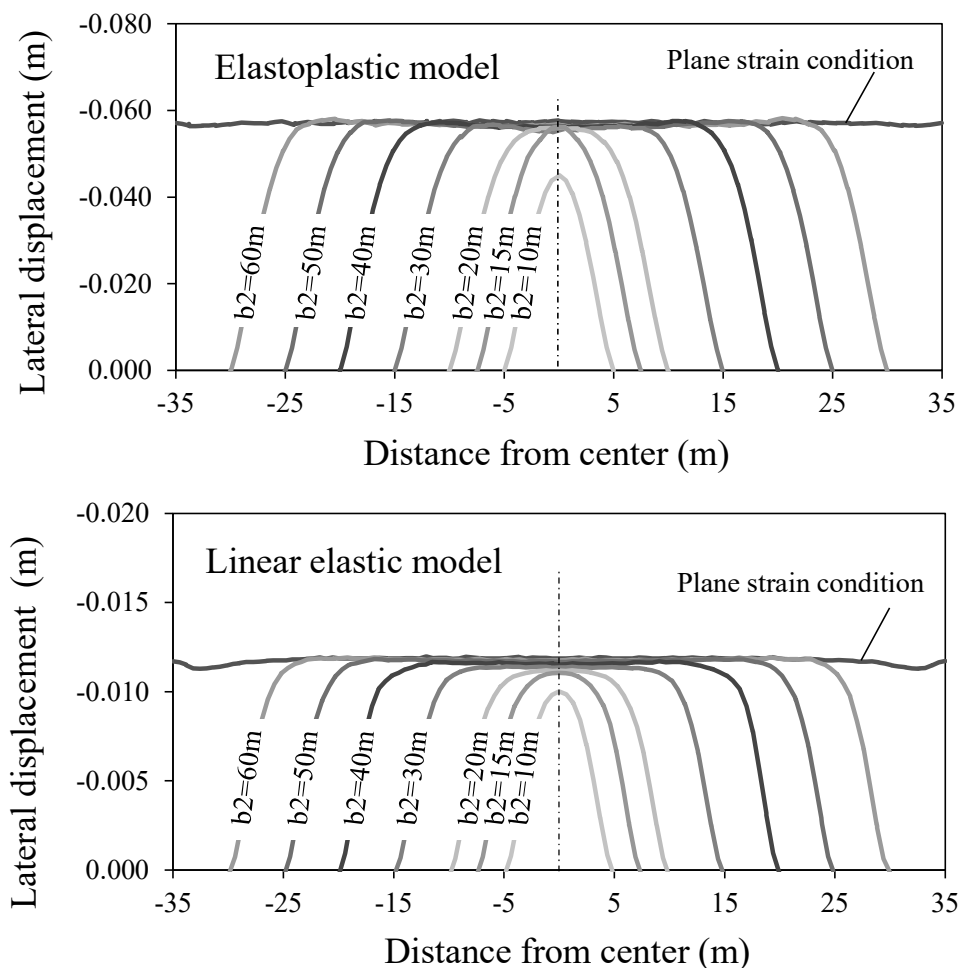 Lateral displacement (m)
-0.080
-0.060
-0.040
-0.020
0.000
Elastoplastic model
Plane strain condition
b2=60m
b2=50m
b2=40m
b2=30m
b2=20m
b2=15m
b2=10m
-35 -25 -15 -5 5 15 25 35
Distance from center (m)
Lateral displacement (m)
-0.020
-0.015
-0.010
-0.005
0.000
Linear elastic model
Plane strain condition
b2=60m
b2=50m
b2=40m
b2=30m
b2=20m
b2=15m
b2=10m
-35 -25 -15 -5 5 15 25 35
Distance from center (m)